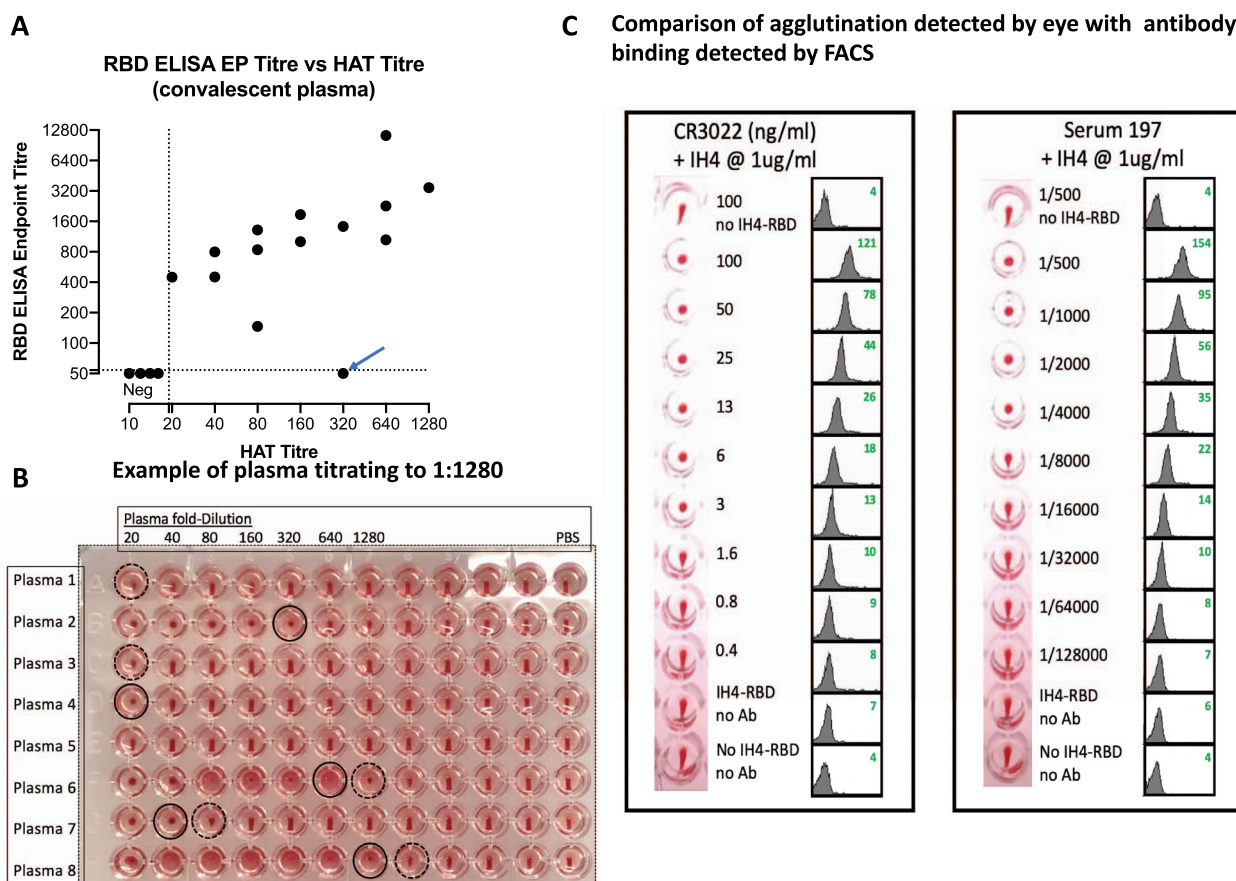 A
RBD ELISA EP Titre vs HAT Titre
(convalescent plasma)
RBD ELISA Endpoint Titre
12800
6400
3200
1600
800
400
200
100
50
Neg
10 20 40 80 160 320 640 1280
HAT Titre
B
Example of plasma titrating to 1:1280
Plasma fold-Dilution
20 40 80 160 320 640 1280 PBS
Plasma 1
Plasma 2
Plasma 3
Plasma 4
Plasma 5
Plasma 6
Plasma 7
Plasma 8
C
Comparison of agglutination detected by eye with antibody
binding detected by FACS
CR3022 (ng/ml)
+ IH4 @ 1ug/ml
100
no IH4-RBD
4
100
121
50
78
25
44
13
26
6
18
3
13
1.6
10
0.8
9
0.4
8
IH4-RBD
no Ab
7
No IH4-RBD
no Ab
4
Serum 197
+ IH4 @ 1ug/ml
1/500
no IH4-RBD
4
1/500
154
1/1000
95
1/2000
56
1/4000
35
1/8000
22
1/16000
14
1/32000
10
1/64000
8
1/128000
7
IH4-RBD
no Ab
6
No IH4-RBD
no Ab
4